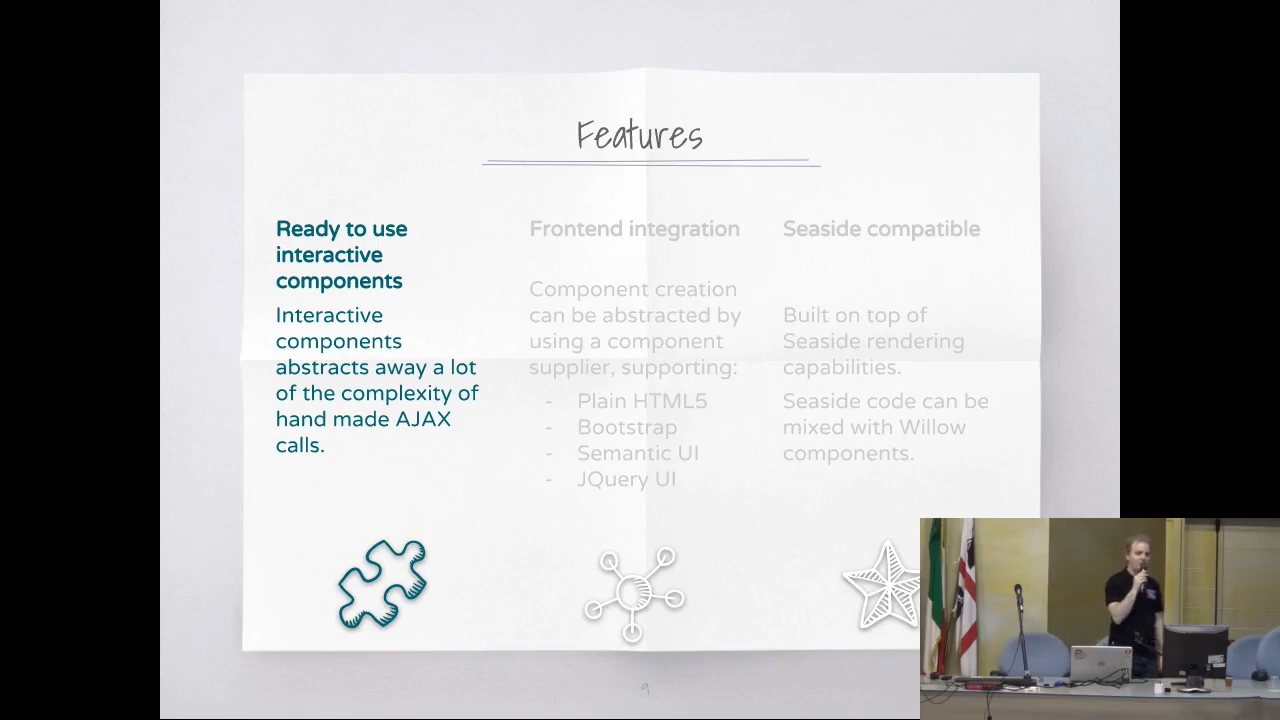 Features
Ready to use
interactive
components
Interactive
components
abstracts away a lot
of the complexity of
hand made AJAX
calls.
Frontend integration
Component creation
can be abstracted by
using a component
supplier, supporting:
- Plain HTML5
- Bootstrap
- Semantic UI
- JQuery UI
Seaside compatible
Built on top of
Seaside rendering
capabilities.
Seaside code can be
mixed with Willow
components.
9